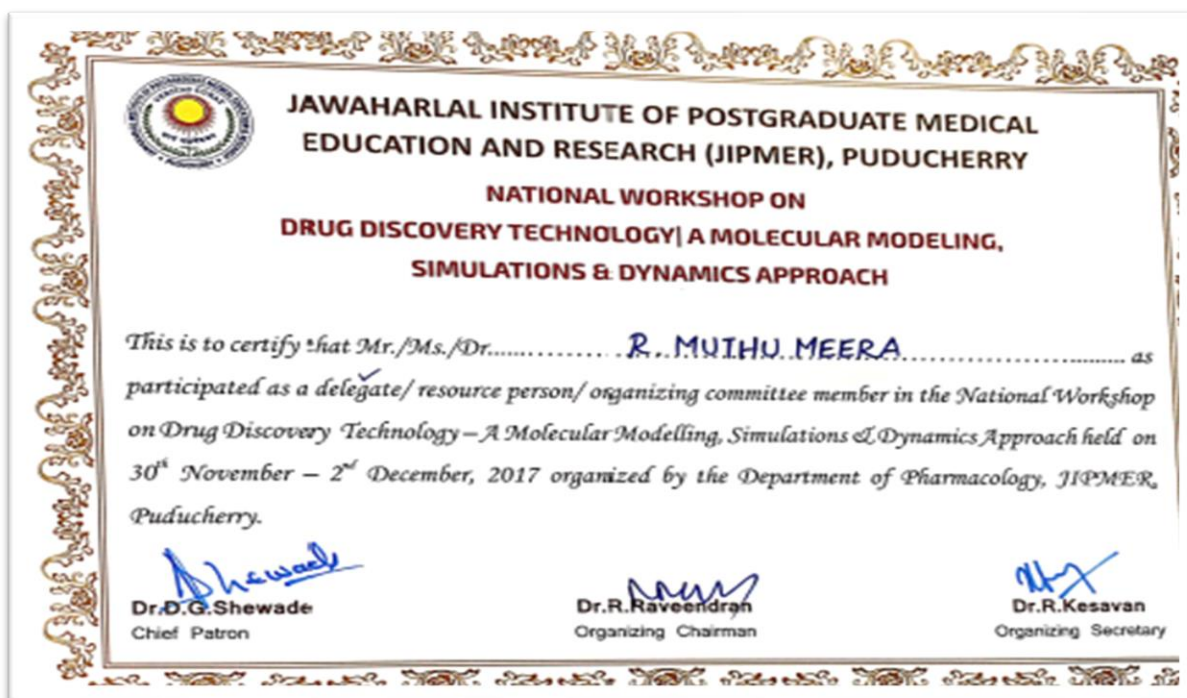 JAWAHARLAL INSTITUTE OF POSTGRADUATE MEDICAL
EDUCATION AND RESEARCH (JIPMER), PUDUCHERRY
NATIONAL WORKSHOP ON
DRUG DISCOVERY TECHNOLOGY| A MOLECULAR MODELING,
SIMULATIONS & DYNAMICS APPROACH
This is to certify that Mr./Ms./Dr................ R. MUTHU MEERA ................................ as
participated as a delegate/ resource person/ organizing committee member in the National Workshop
on Drug Discovery Technology – A Molecular Modelling, Simulations & Dynamics Approach held on
30th November – 2nd December, 2017 organized by the Department of Pharmacology, JIPMER,
Puducherry.
Shewade
Dr.D.G.Shewade Dr.R.Raveendran Dr.R.Kesavan
Chief Patron Organizing Chairman Organizing Secretary